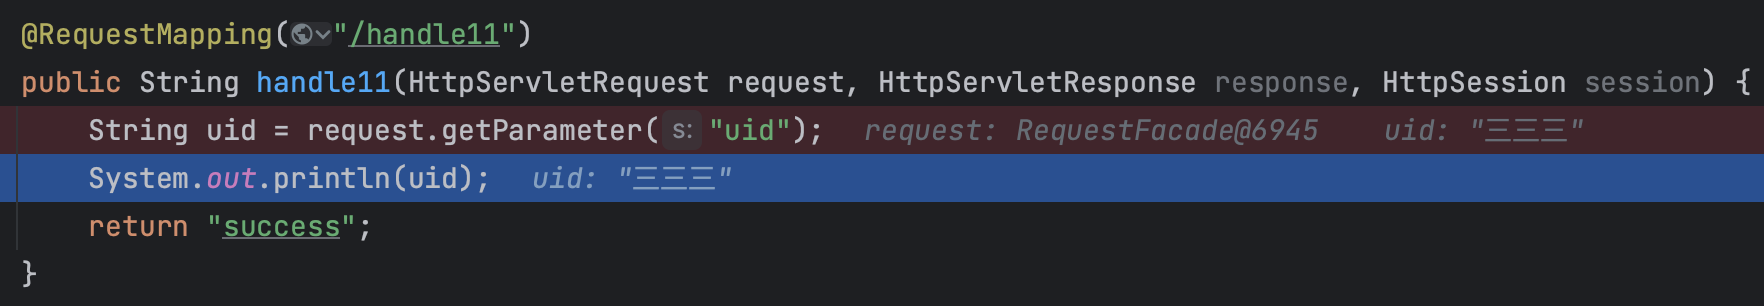 @RequestMapping("/handle11")
public String handle11(HttpServletRequest request, HttpServletResponse response, HttpSession session) {
String uid = request.getParameter( s: "uid"); request: RequestFacade@6945 uid: "三三三"
System.out.println(uid); uid: "三三三"
return "success";
}